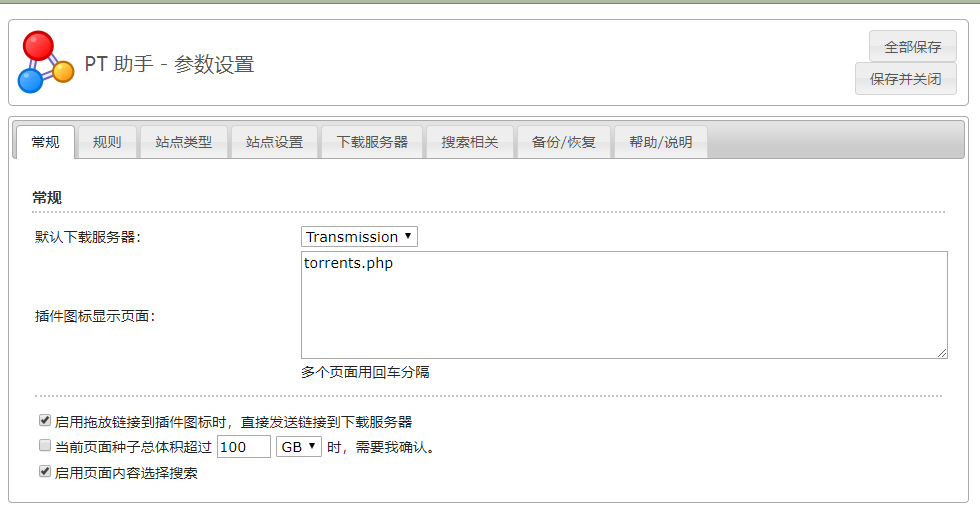 PT 助手 - 参数设置
全部保存
保存并关闭
常规 规则 站点类型 站点设置 下载服务器 搜索相关 备份/恢复 帮助/说明
常规
默认下载服务器: Transmission
torrents.php
插件图标显示页面:
多个页面用回车分隔
启用拖放链接到插件图标时，直接发送链接到下载服务器
当前页面种子总体积超过 100 GB 时，需要我确认。
启用页面内容选择搜索